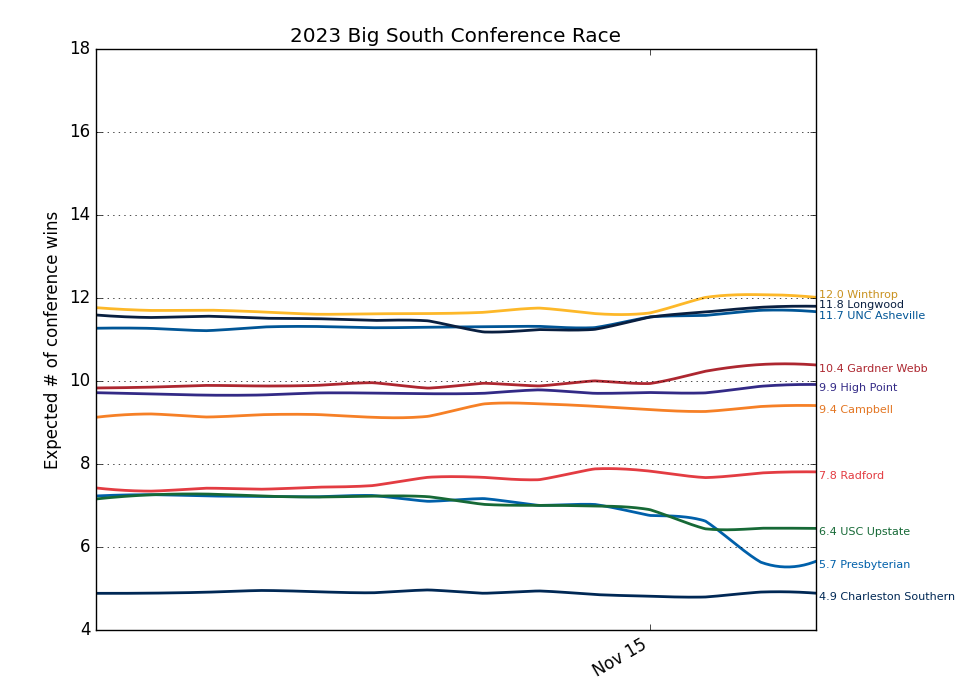 2023 Big South Conference Race
Expected # of conference wins
18
16
14
12
10
8
6
4
Nov 15
12.0 Winthrop
11.8 Longwood
11.7 UNC Asheville
10.4 Gardner Webb
9.9 High Point
9.4 Campbell
7.8 Radford
6.4 USC Upstate
5.7 Presbyterian
4.9 Charleston Southern